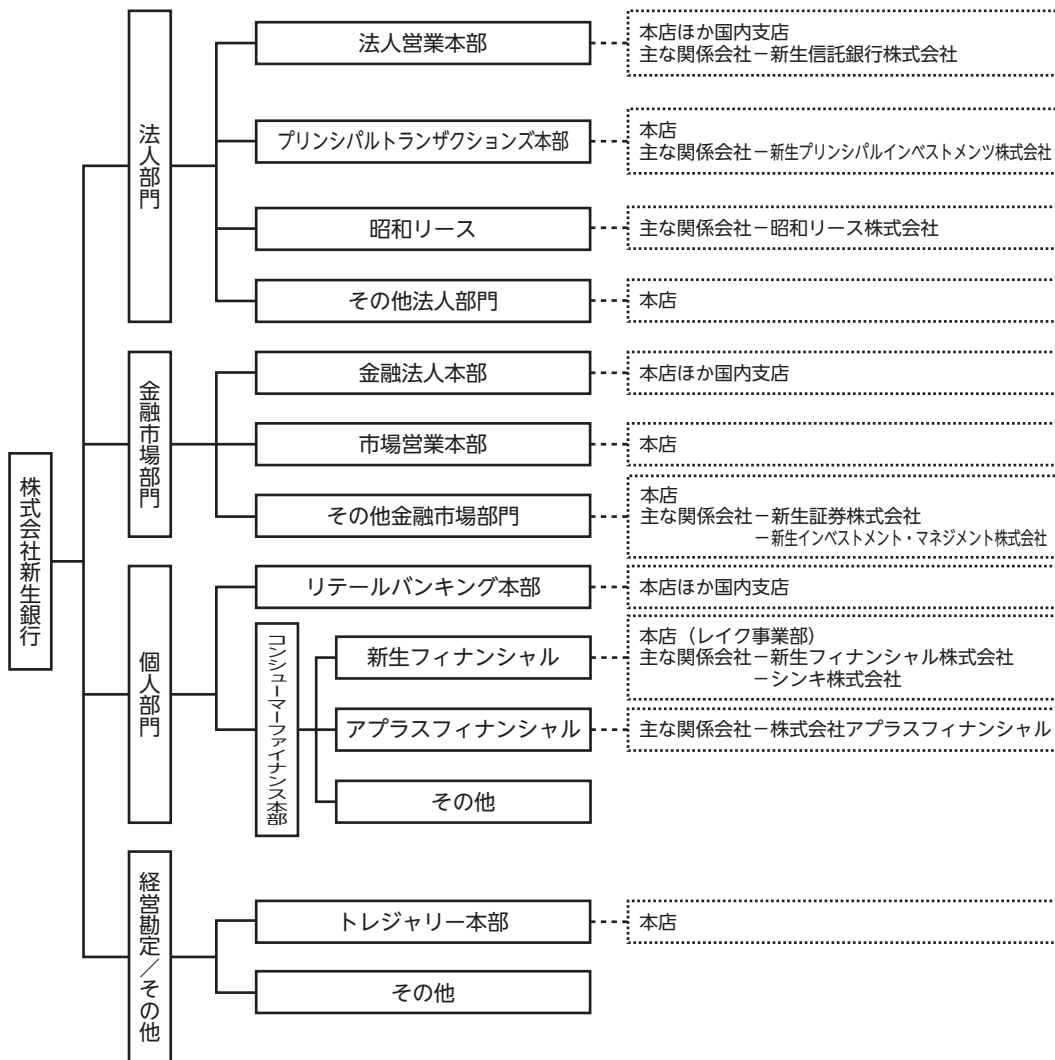 株式会社新生銀行
法人部門
法人営業本部
本店ほか国内支店
主な関係会社－新生信託銀行株式会社
プリンシパルトランザクションズ本部
本店
主な関係会社－新生プリンシパルインベストメンツ株式会社
昭和リース
主な関係会社－昭和リース株式会社
その他法人部門
本店
金融市場部門
金融法人本部
本店ほか国内支店
市場営業本部
本店
その他金融市場部門
本店
主な関係会社－新生証券株式会社
－新生インベストメント・マネジメント株式会社
個人部門
リテールバンキング本部
本店ほか国内支店
コンシューマーファイナンス本部
新生フィナンシャル
本店（レイク事業部）
主な関係会社－新生フィナンシャル株式会社
－シンキ株式会社
アプラスフィナンシャル
主な関係会社－株式会社アプラスフィナンシャル
その他
経営勘定／その他
トレジャリー本部
本店
その他